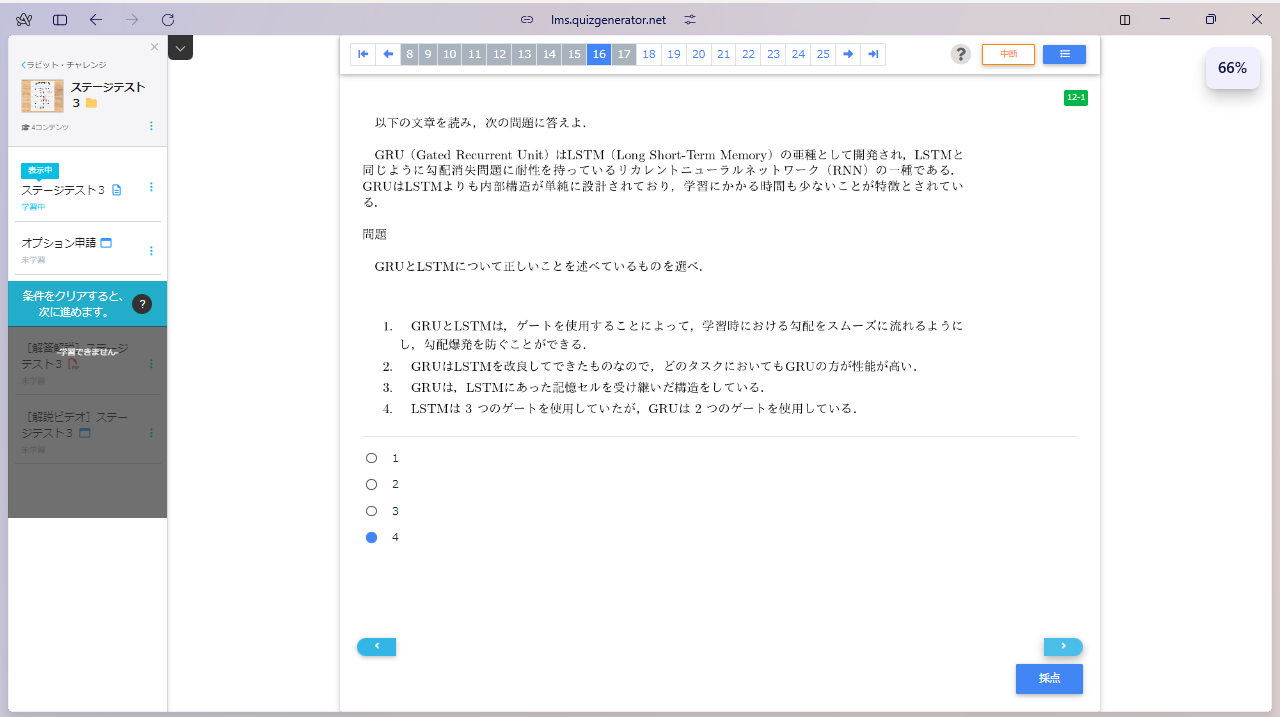 lms.quizgenerator.net
ラビット・チャレンジ
ステージテスト
3
4コンテンツ
表示中
ステージテスト3
学習中
オプション申請
未学習
条件をクリアすると、
次に進めます。
?
［解答解説］ステージ
テスト3
-学習できません-
未学習
［解説ビデオ］ステー
ジテスト3
未学習
8 9 10 11 12 13 14 15 16 17 18 19 20 21 22 23 24 25
?
中断
66%
12-1
以下の文章を読み，次の問題に答えよ．
GRU（Gated Recurrent Unit）はLSTM（Long Short-Term Memory）の亜種として開発され，LSTMと
同じように勾配消失問題に耐性を持っているリカレントニューラルネットワーク（RNN）の一種である．
GRUはLSTMよりも内部構造が単純に設計されており，学習にかかる時間も少ないことが特徴とされてい
る．
問題
GRUとLSTMについて正しいことを述べているものを選べ．
1. GRUとLSTMは，ゲートを使用することによって，学習時における勾配をスムーズに流れるように
し，勾配爆発を防ぐことができる．
2. GRUはLSTMを改良してできたものなので，どのタスクにおいてもGRUの方が性能が高い．
3. GRUは，LSTMにあった記憶セルを受け継いだ構造をしている．
4. LSTMは 3 つのゲートを使用していたが，GRUは 2 つのゲートを使用している．
1
2
3
4
採点